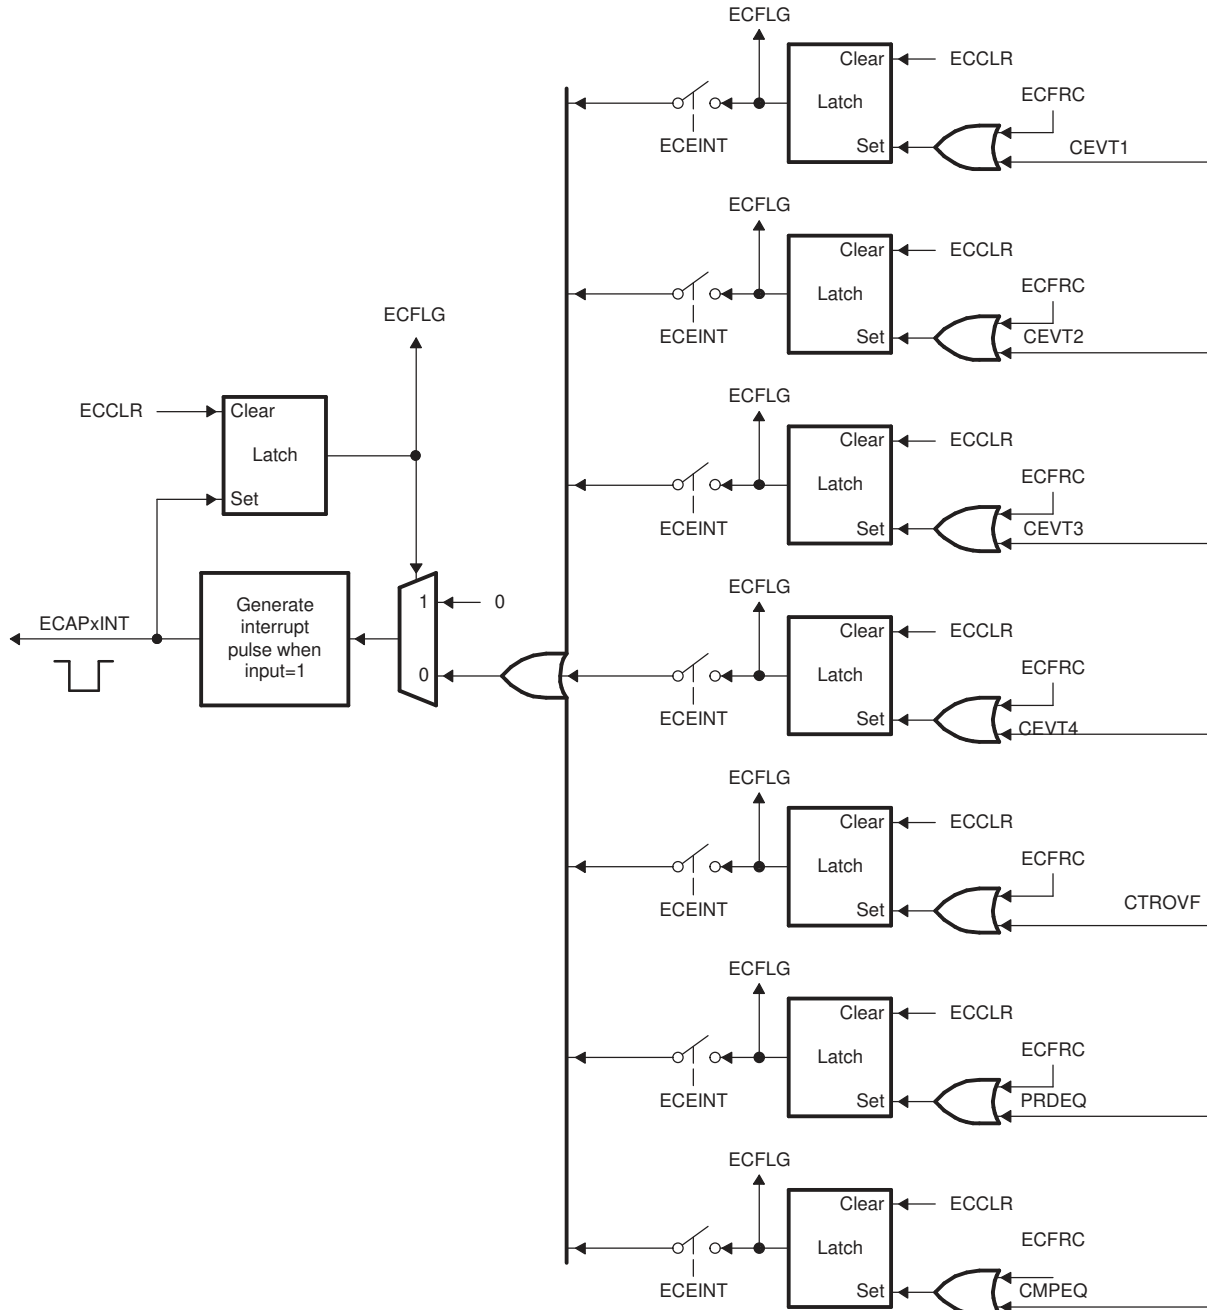 ECFLG
Clear
ECCLR
Latch
ECFRC
ECEINT
Set
CEVT1
ECFLG
Clear
ECCLR
Latch
ECFRC
ECEINT
Set
CEVT2
ECFLG
Clear
ECCLR
Latch
ECFRC
ECEINT
Set
CEVT3
ECFLG
ECCLR
Clear
Latch
Set
Generate
interrupt
pulse when
input=1
ECAPxINT
1
0
0
ECFLG
Clear
ECCLR
Latch
ECFRC
ECEINT
Set
CEVT4
ECFLG
Clear
ECCLR
Latch
ECFRC
ECEINT
Set
CTROVF
ECFLG
Clear
ECCLR
Latch
ECFRC
ECEINT
Set
PRDEQ
ECFLG
Clear
ECCLR
Latch
ECFRC
ECEINT
Set
CMPEQ